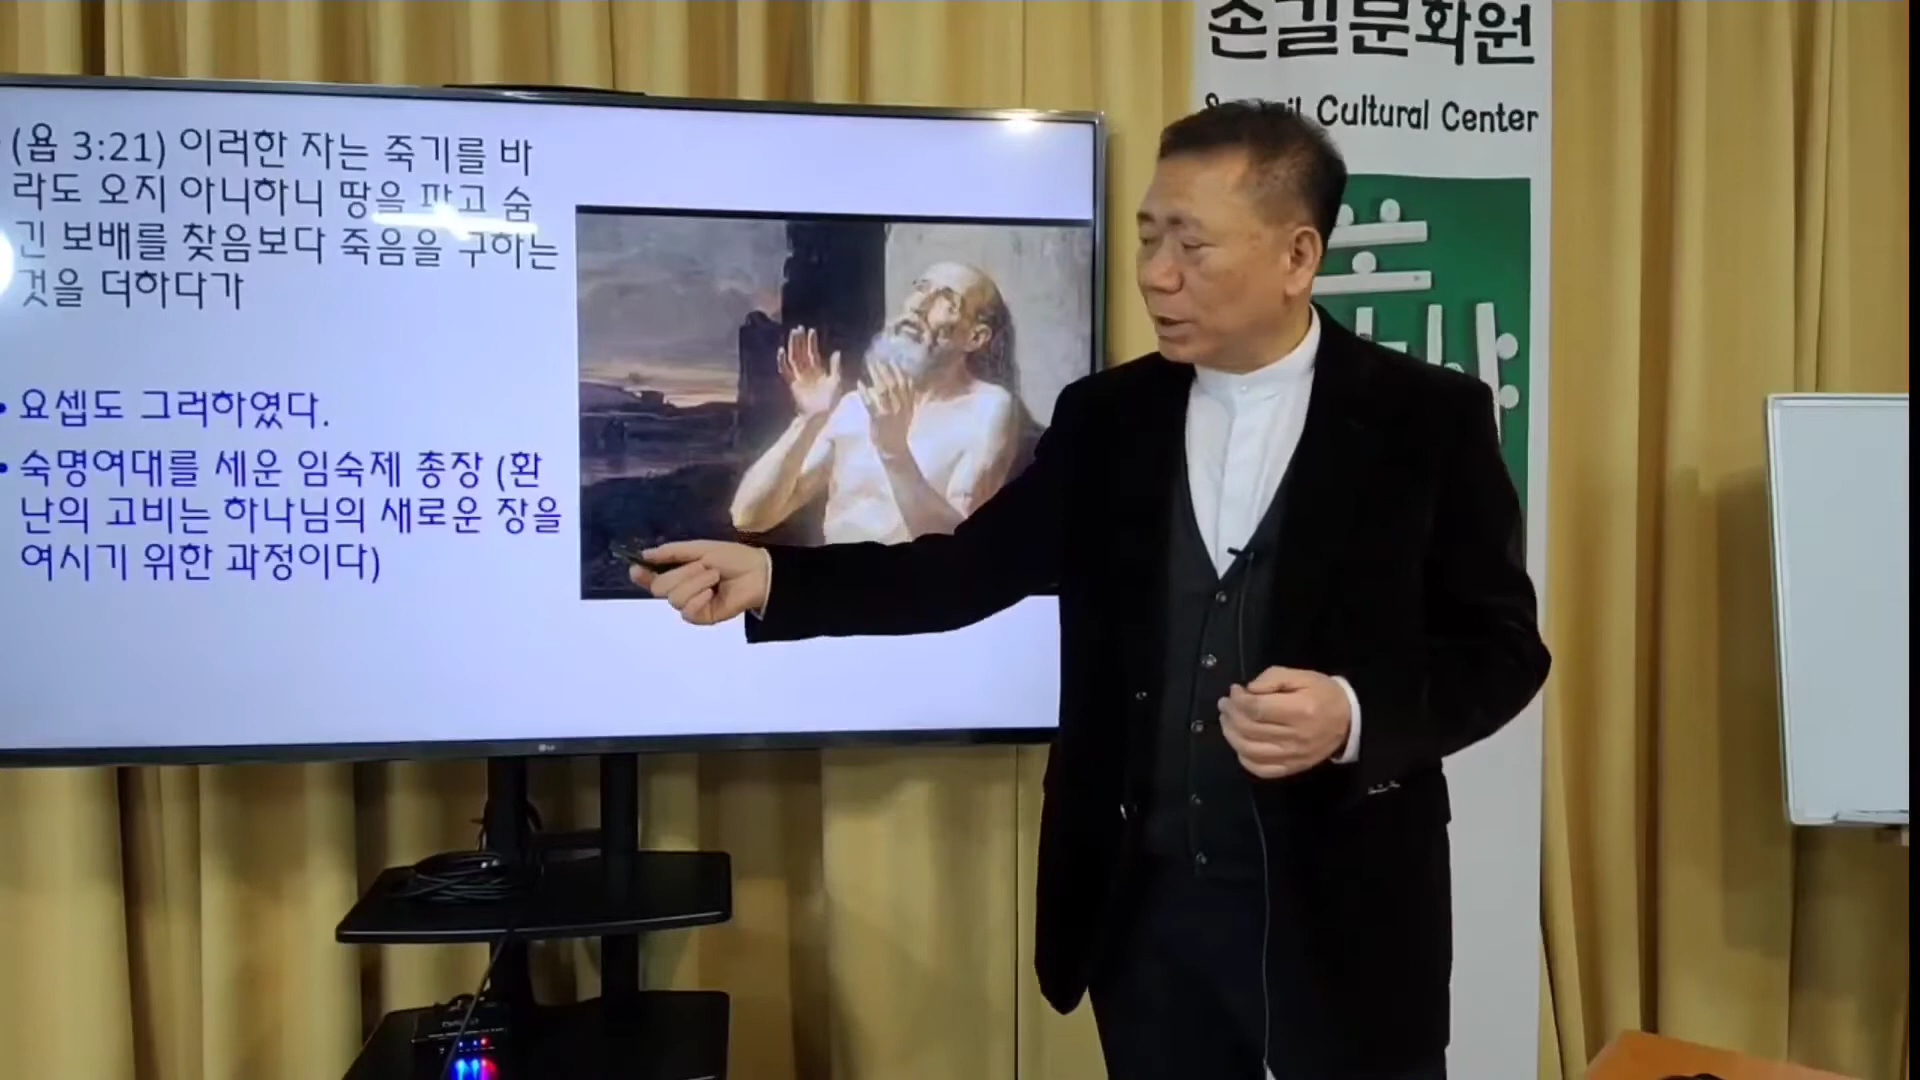 (욥 3:21) 이러한 자는 죽기를 바
라도 오지 아니하니 땅을 파고 숨
긴 보배를 찾음보다 죽음을 구하는
것을 더하다가
• 요셉도 그러하였다.
• 숙명여대를 세운 임숙제 총장 (환
난의 고비는 하나님의 새로운 장을
여시기 위한 과정이다)
LG
손길문화원
Cultural Center